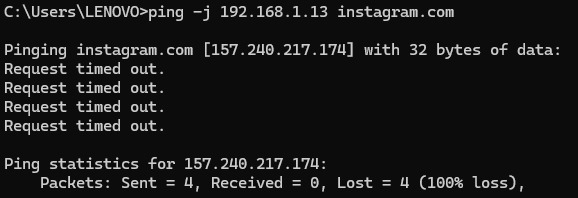 C:\Users\LENOVO>ping -j 192.168.1.13 instagram.com
Pinging instagram.com [157.240.217.174] with 32 bytes of data:
Request timed out.
Request timed out.
Request timed out.
Request timed out.
Ping statistics for 157.240.217.174:
    Packets: Sent = 4, Received = 0, Lost = 4 (100% loss),